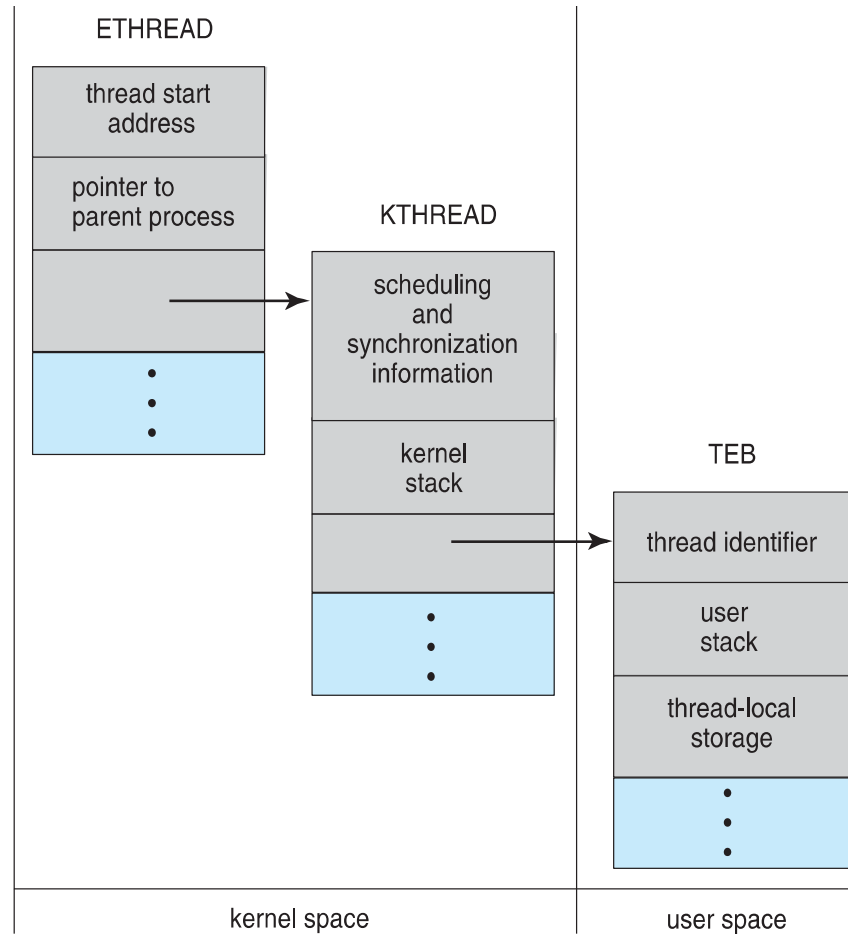 ETHREAD
thread start
address
pointer to
parent process
KTHREAD
scheduling
and
synchronization
information
kernel
stack
TEB
thread identifier
user
stack
thread-local
storage
kernel space
user space